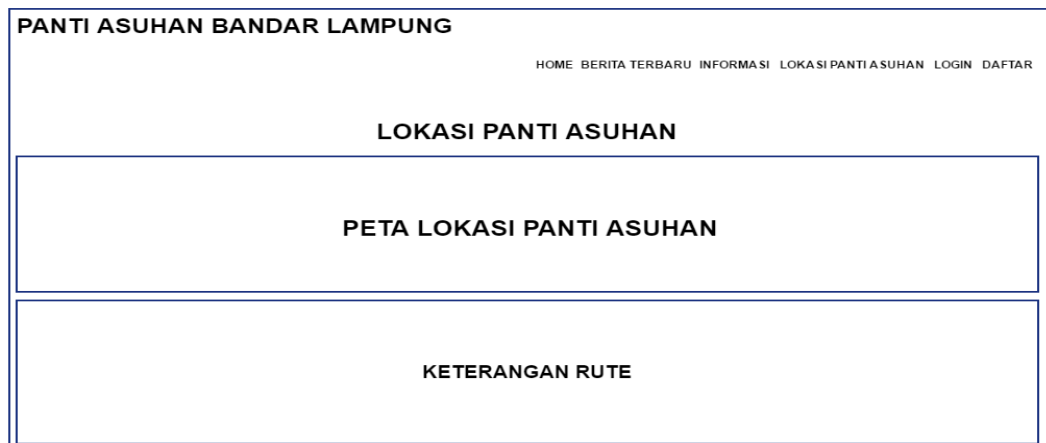 PANTI ASUHAN BANDAR LAMPUNG
HOME BERITA TERBARU INFORMASI LOKASI PANTI ASUHAN LOGIN DAFTAR
LOKASI PANTI ASUHAN
PETA LOKASI PANTI ASUHAN
KETERANGAN RUTE